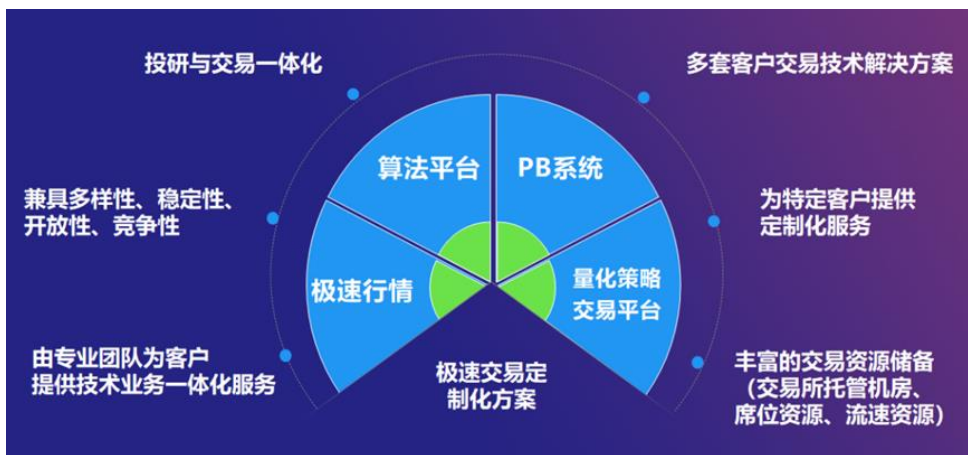 投研与交易一体化
多套客户交易技术解决方案
算法平台
PB系统
兼具多样性、稳定性、
开放性、竞争性
为特定客户提供
定制化服务
极速行情
量化策略
交易平台
由专业团队为客户
提供技术业务一体化服务
极速交易定
制化方案
丰富的交易资源储备
（交易所托管机房、
席位资源、流速资源）